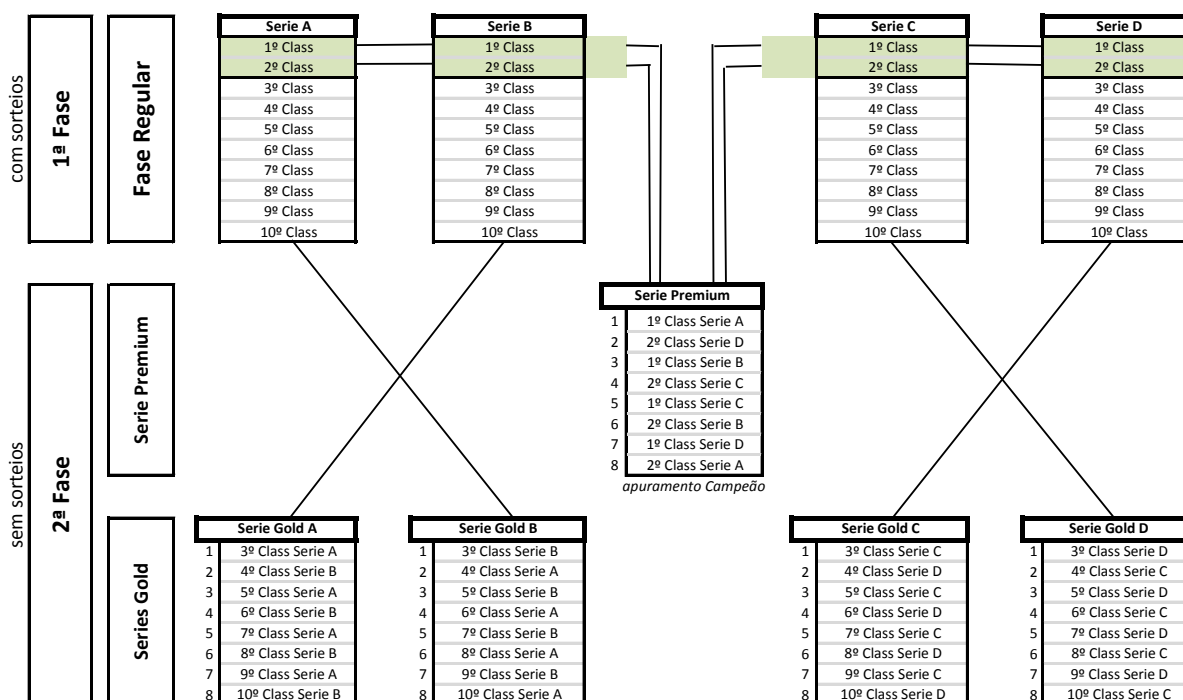 com sorteios
1ª Fase
Fase Regular
Serie A
1º Class
2º Class
3º Class
4º Class
5º Class
6º Class
7º Class
8º Class
9º Class
10º Class
Serie B
1º Class
2º Class
3º Class
4º Class
5º Class
6º Class
7º Class
8º Class
9º Class
10º Class
Serie C
1º Class
2º Class
3º Class
4º Class
5º Class
6º Class
7º Class
8º Class
9º Class
10º Class
Serie D
1º Class
2º Class
3º Class
4º Class
5º Class
6º Class
7º Class
8º Class
9º Class
10º Class
sem sorteios
2ª Fase
Serie Premium
Serie Premium
1 1º Class Serie A
2 2º Class Serie D
3 1º Class Serie B
4 2º Class Serie C
5 1º Class Serie C
6 2º Class Serie B
7 1º Class Serie D
8 2º Class Serie A
apuramento Campeão
Series Gold
Serie Gold A
1 3º Class Serie A
2 4º Class Serie B
3 5º Class Serie A
4 6º Class Serie B
5 7º Class Serie A
6 8º Class Serie B
7 9º Class Serie A
8 10º Class Serie B
Serie Gold B
1 3º Class Serie B
2 4º Class Serie A
3 5º Class Serie B
4 6º Class Serie A
5 7º Class Serie B
6 8º Class Serie A
7 9º Class Serie B
8 10º Class Serie A
Serie Gold C
1 3º Class Serie C
2 4º Class Serie D
3 5º Class Serie C
4 6º Class Serie D
5 7º Class Serie C
6 8º Class Serie D
7 9º Class Serie C
8 10º Class Serie D
Serie Gold D
1 3º Class Serie D
2 4º Class Serie C
3 5º Class Serie D
4 6º Class Serie C
5 7º Class Serie D
6 8º Class Serie C
7 9º Class Serie D
8 10º Class Serie C